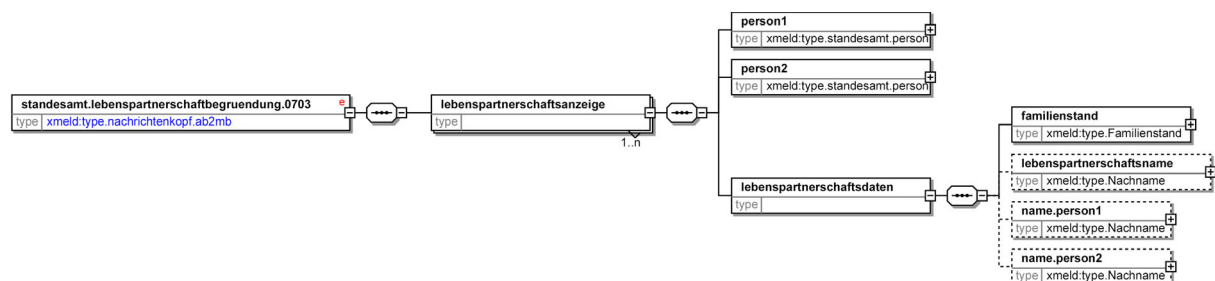 standesamt.lebenspartnerschaftbegruendung.0703 e
type xmeld:type.nachrichtenkopf.ab2mb
lebenspartnerschaftsanzeige
type
1..n
person1
type xmeld:type.standesamt.person
person2
type xmeld:type.standesamt.person
lebenspartnerschaftsdaten
type
familienstand
type xmeld:type.Familienstand
lebenspartnerschaftsname
type xmeld:type.Nachname
name.person1
type xmeld:type.Nachname
name.person2
type xmeld:type.Nachname